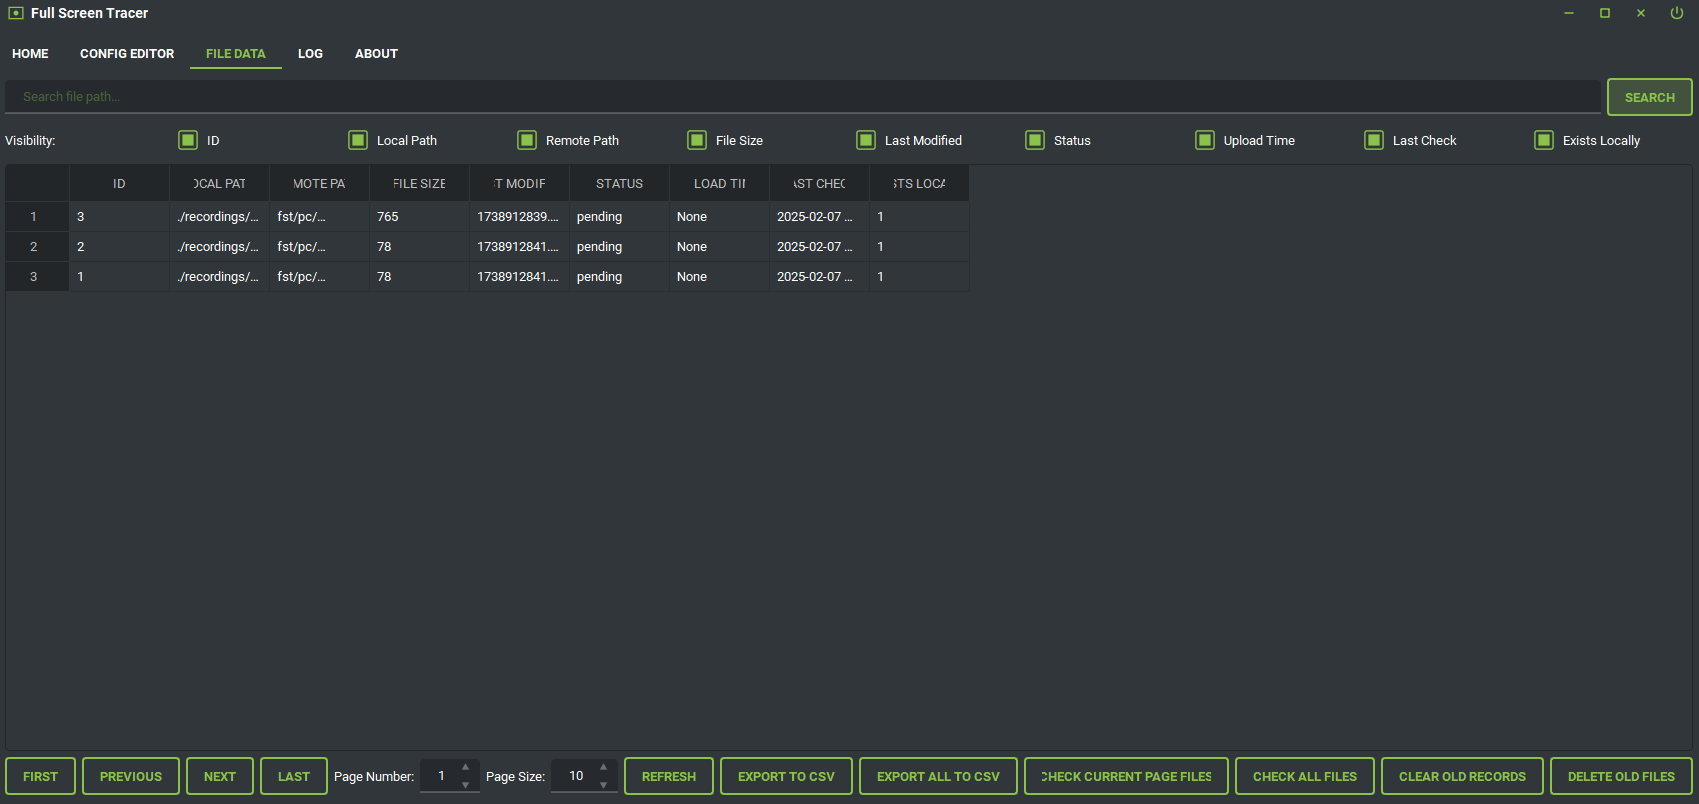 Full Screen Tracer
HOME CONFIG EDITOR FILE DATA LOG ABOUT
Search file path... SEARCH
Visibility: ID Local Path Remote Path File Size Last Modified Status Upload Time Last Check Exists Locally
ID OCAL PAT MOTE PA FILE SIZE T MODIF STATUS LOAD TII AST CHEC STS LOCA
1 3 ./recordings/... fst/pc/... 765 1738912839.... pending None 2025-02-07 ... 1
2 2 ./recordings/... fst/pc/... 78 1738912841.... pending None 2025-02-07 ... 1
3 1 ./recordings/... fst/pc/... 78 1738912841.... pending None 2025-02-07 ... 1
FIRST PREVIOUS NEXT LAST Page Number: 1 Page Size: 10 REFRESH EXPORT TO CSV EXPORT ALL TO CSV CHECK CURRENT PAGE FILES CHECK ALL FILES CLEAR OLD RECORDS DELETE OLD FILES